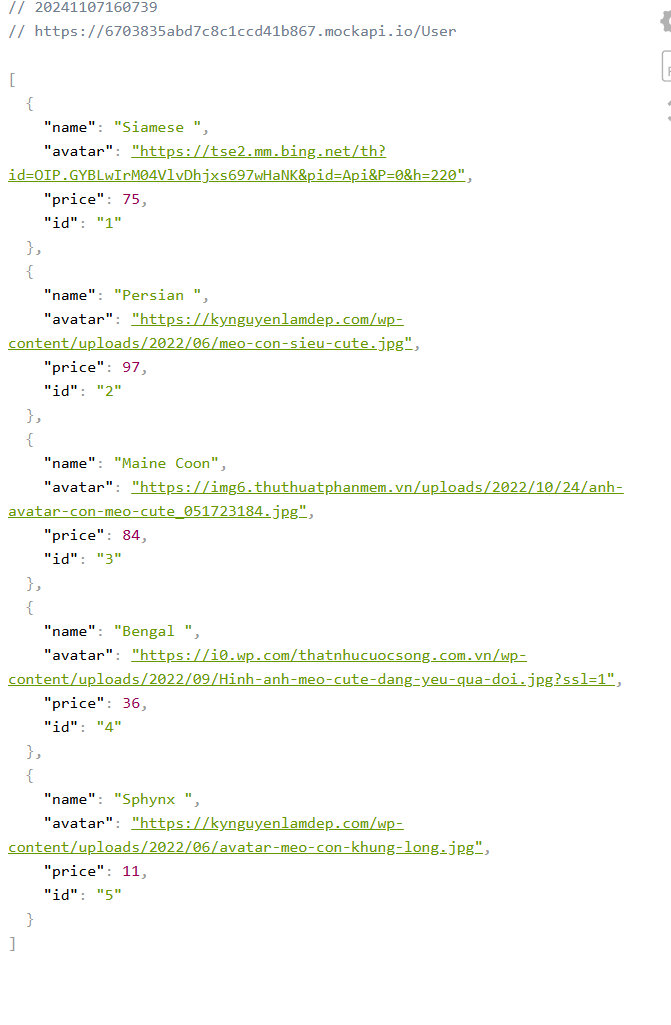 // 20241107160739
// https://6703835abd7c8c1ccd41b867.mockapi.io/User
[
{
"name": "Siamese ",
"avatar": "https://tse2.mm.bing.net/th?
id=OIP.GYBLwIrM04VlvDhjxs697wHaNK&pid=Api&P=0&h=220",
"price": 75,
"id": "1"
},
{
"name": "Persian ",
"avatar": "https://kynguyenlamdep.com/wp-
content/uploads/2022/06/meo-con-sieu-cute.jpg",
"price": 97,
"id": "2"
},
{
"name": "Maine Coon",
"avatar": "https://img6.thuthuatphanmem.vn/uploads/2022/10/24/anh-
avatar-con-meo-cute_051723184.jpg",
"price": 84,
"id": "3"
},
{
"name": "Bengal ",
"avatar": "https://i0.wp.com/thatnhucuocsong.com.vn/wp-
content/uploads/2022/09/Hinh-anh-meo-cute-dang-yeu-qua-doi.jpg?ssl=1",
"price": 36,
"id": "4"
},
{
"name": "Sphynx ",
"avatar": "https://kynguyenlamdep.com/wp-
content/uploads/2022/06/avatar-meo-con-khung-long.jpg",
"price": 11,
"id": "5"
}
]